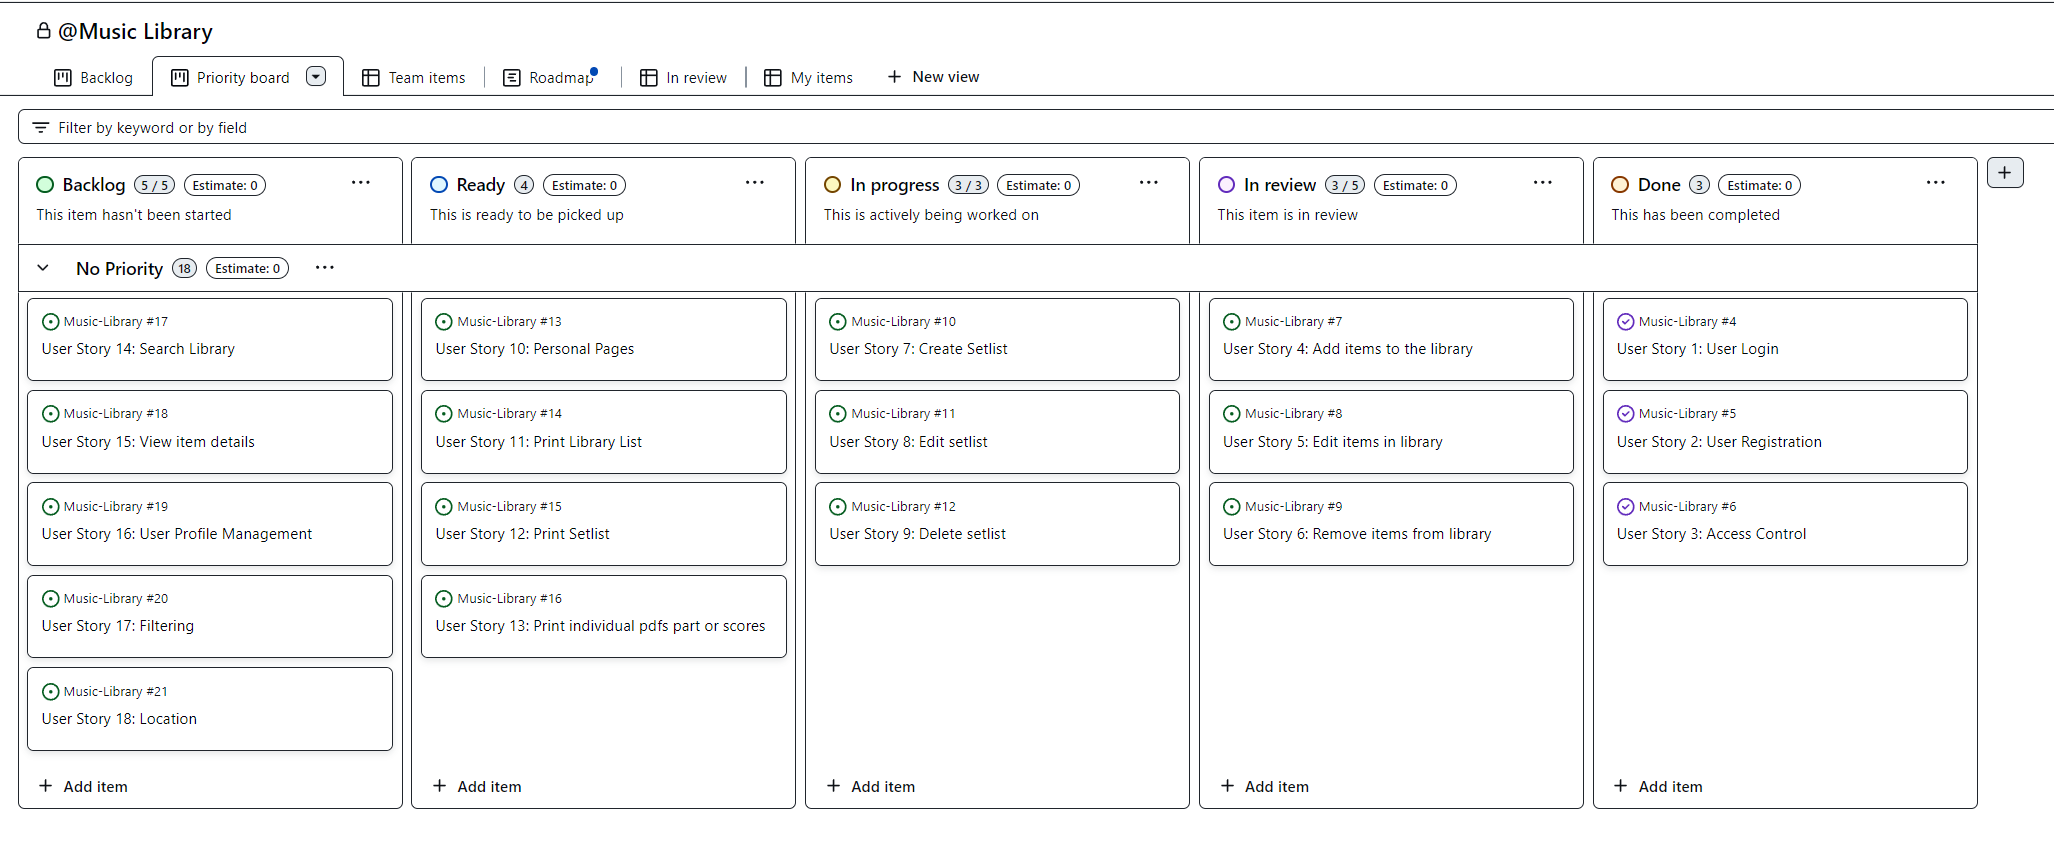 @Music Library
Backlog
Priority board
Team items
Roadmap
In review
My items
New view
Filter by keyword or by field
Backlog 5 / 5 Estimate: 0
This item hasn't been started
Ready 4 Estimate: 0
This is ready to be picked up
In progress 3 / 3 Estimate: 0
This is actively being worked on
In review 3 / 5 Estimate: 0
This item is in review
Done 3 Estimate: 0
This has been completed
No Priority 18 Estimate: 0
Music-Library #17
User Story 14: Search Library
Music-Library #18
User Story 15: View item details
Music-Library #19
User Story 16: User Profile Management
Music-Library #20
User Story 17: Filtering
Music-Library #21
User Story 18: Location
Add item
Music-Library #13
User Story 10: Personal Pages
Music-Library #14
User Story 11: Print Library List
Music-Library #15
User Story 12: Print Setlist
Music-Library #16
User Story 13: Print individual pdfs part or scores
Add item
Music-Library #10
User Story 7: Create Setlist
Music-Library #11
User Story 8: Edit setlist
Music-Library #12
User Story 9: Delete setlist
Add item
Music-Library #7
User Story 4: Add items to the library
Music-Library #8
User Story 5: Edit items in library
Music-Library #9
User Story 6: Remove items from library
Add item
Music-Library #4
User Story 1: User Login
Music-Library #5
User Story 2: User Registration
Music-Library #6
User Story 3: Access Control
Add item